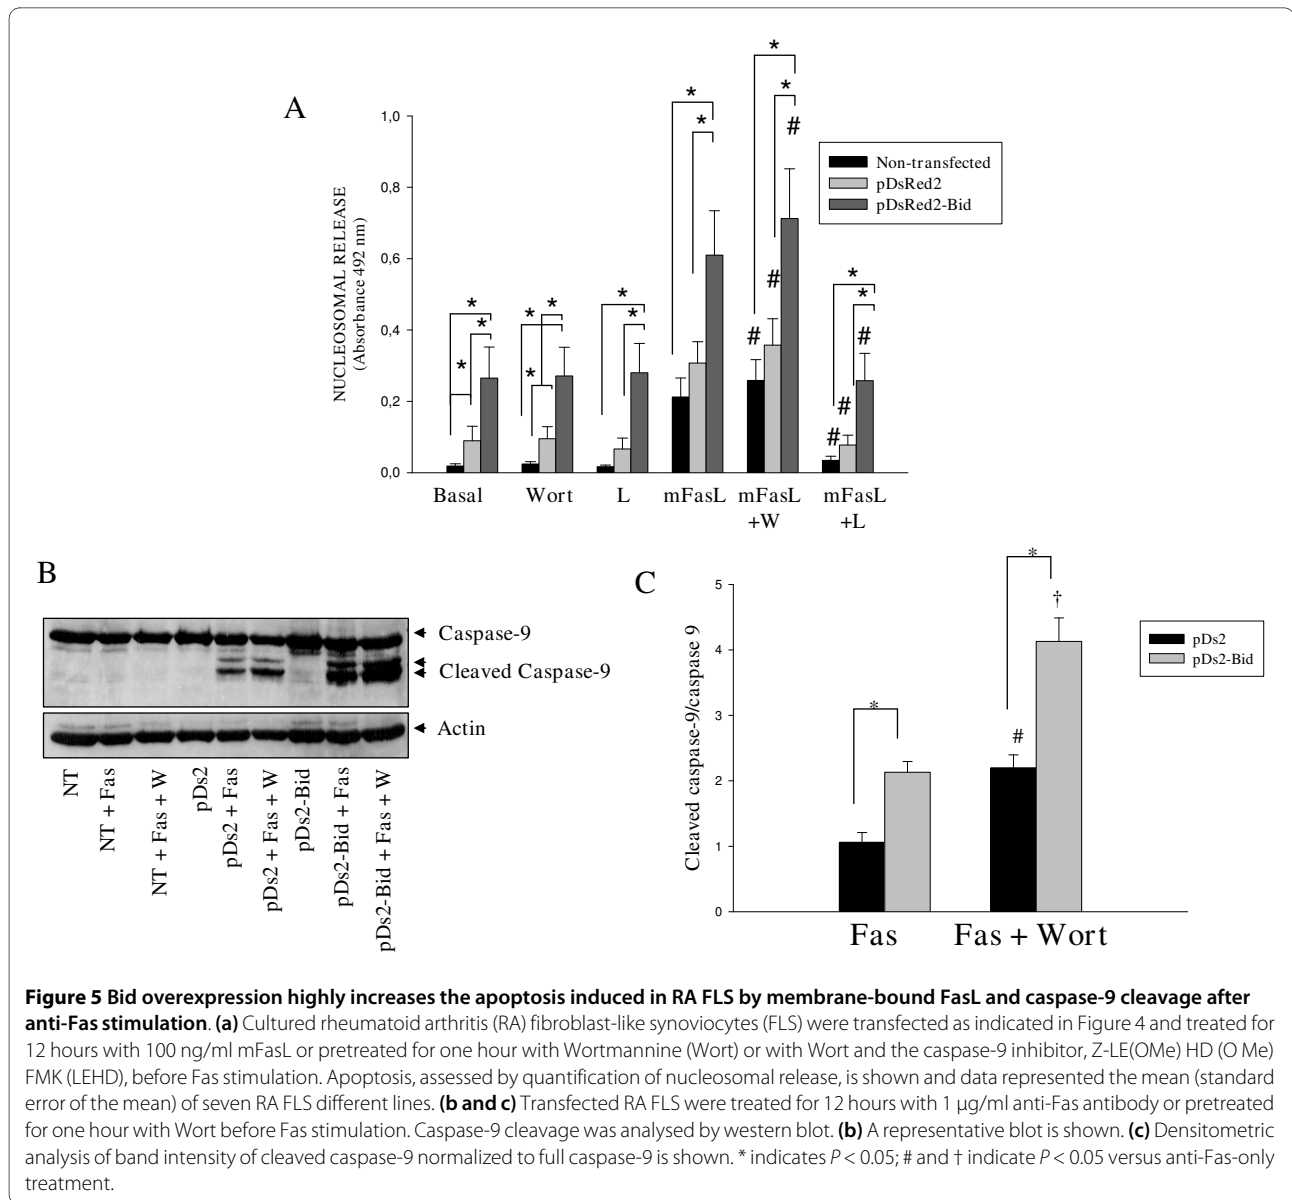 A
NUCLEOSOMAL RELEASE
(Absorbance 492 nm)
1,0
0,8
0,6
0,4
0,2
0,0
* * * * * * * * * * * * * *
# # # # # #
Basal Wort L mFasL mFasL mFasL
+W +L
Non-transfected
pDsRed2
pDsRed2-Bid
B
Caspase-9
Cleaved Caspase-9
Actin
NT
NT + Fas
NT + Fas + W
pDs2
pDs2 + Fas
pDs2 + Fas + W
pDs2-Bid
pDs2-Bid + Fas
pDs2-Bid + Fas + W
C
Cleaved caspase-9/caspase 9
5
4
3
2
1
0
* *
# †
Fas Fas + Wort
pDs2
pDs2-Bid
Figure 5 Bid overexpression highly increases the apoptosis induced in RA FLS by membrane-bound FasL and caspase-9 cleavage after
anti-Fas stimulation. (a) Cultured rheumatoid arthritis (RA) fibroblast-like synoviocytes (FLS) were transfected as indicated in Figure 4 and treated for
12 hours with 100 ng/ml mFasL or pretreated for one hour with Wortmannine (Wort) or with Wort and the caspase-9 inhibitor, Z-LE(OMe) HD (O Me)
FMK (LEHD), before Fas stimulation. Apoptosis, assessed by quantification of nucleosomal release, is shown and data represented the mean (standard
error of the mean) of seven RA FLS different lines. (b and c) Transfected RA FLS were treated for 12 hours with 1 μg/ml anti-Fas antibody or pretreated
for one hour with Wort before Fas stimulation. Caspase-9 cleavage was analysed by western blot. (b) A representative blot is shown. (c) Densitometric
analysis of band intensity of cleaved caspase-9 normalized to full caspase-9 is shown. * indicates P < 0.05; # and † indicate P < 0.05 versus anti-Fas-only
treatment.